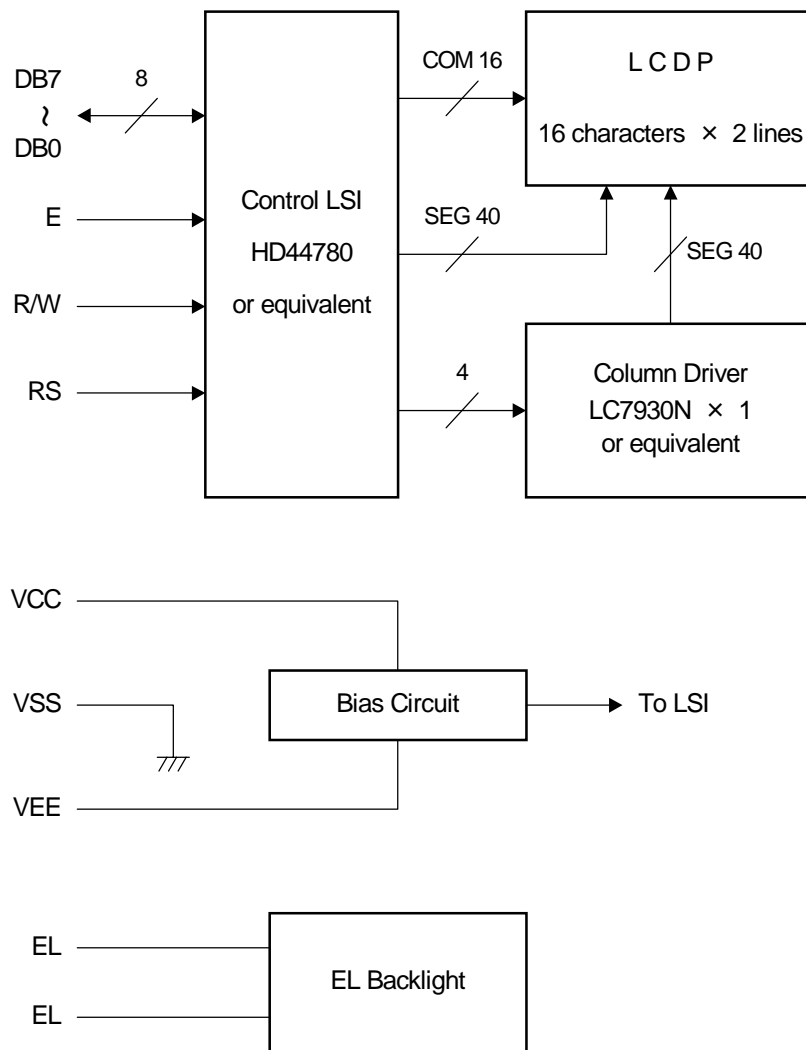 DB7
~
DB0
8
E
R/W
RS
Control LSI
HD44780
or equivalent
COM 16
SEG 40
4
L C D P
16 characters × 2 lines
SEG 40
Column Driver
LC7930N × 1
or equivalent
VCC
VSS
VEE
Bias Circuit
To LSI
EL
EL
EL Backlight